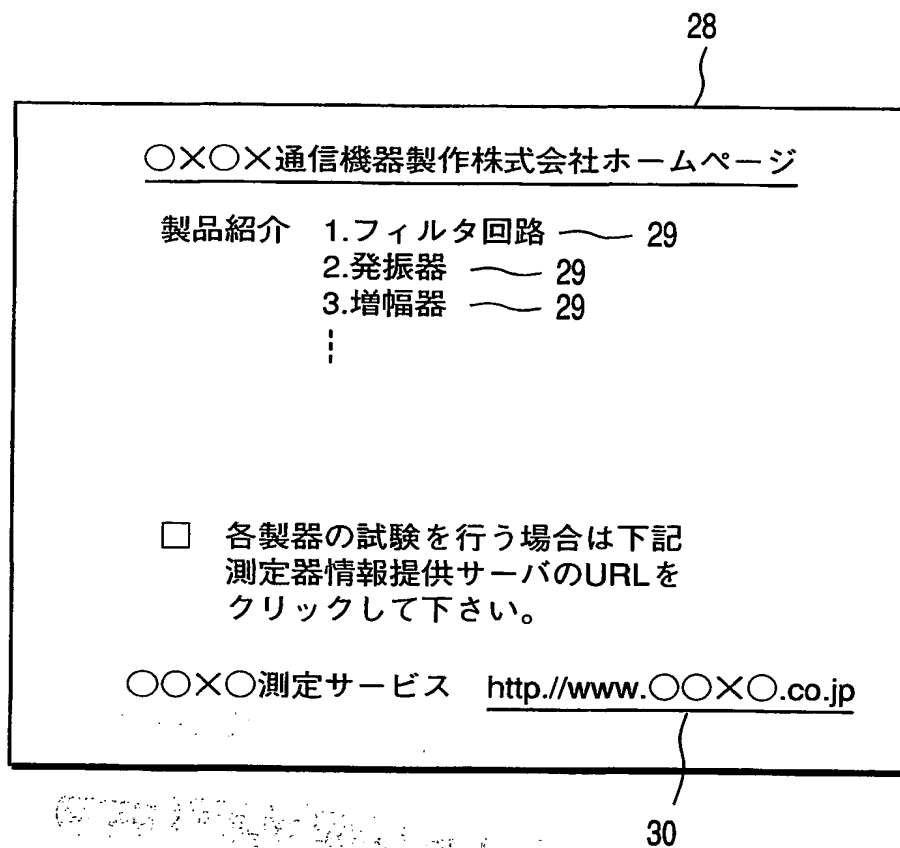 28
○×○×通信機器製作株式会社ホームページ
製品紹介 1.フィルタ回路 29
2.発振器 29
3.増幅器 29
□ 各製器の試験を行う場合は下記
測定器情報提供サーバのURLを
クリックして下さい。
○○×○測定サービス http.//www.○○×○.co.jp
30